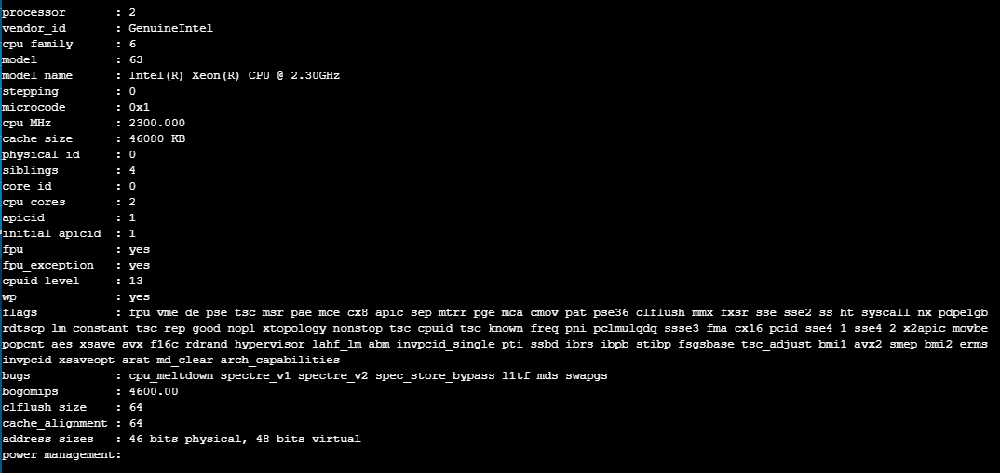 processor : 2
vendor_id : GenuineIntel
cpu family : 6
model : 63
model name : Intel(R) Xeon(R) CPU @ 2.30GHz
stepping : 0
microcode : 0x1
cpu MHz : 2300.000
cache size : 46080 KB
physical id : 0
siblings : 4
core id : 0
cpu cores : 2
apicid : 1
initial apicid : 1
fpu : yes
fpu_exception : yes
cpuid level : 13
wp : yes
flags : fpu vme de pse tsc msr pae mce cx8 apic sep mtrr pge mca cmov pat pse36 clflush mmx fxsr sse sse2 ss ht syscall nx pdpe1gb
rdtscp lm constant_tsc rep_good nopl xtopology nonstop_tsc cpuid tsc_known_freq pni pclmulqdq ssse3 fma cx16 pcid sse4_1 sse4_2 x2apic movbe
popcnt aes xsave avx f16c rdrand hypervisor lahf_lm abm invpcid_single pti ssbd ibrs ibpb stibp fsgsbase tsc_adjust bmi1 avx2 smep bmi2 erms
invpcid xsaveopt arat md_clear arch_capabilities
bugs : cpu_meltdown spectre_v1 spectre_v2 spec_store_bypass l1tf mds swapgs
bogomips : 4600.00
clflush size : 64
cache_alignment : 64
address sizes : 46 bits physical, 48 bits virtual
power management: